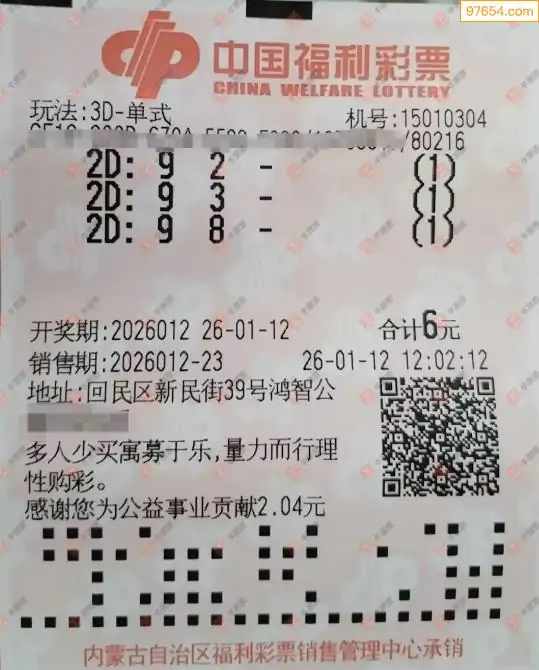 97654.com
中国福利彩票
CHINA WELFARE LOTTERY
玩法:3D-单式 机号:15010304
/80216
2D: 9 2 - (1)
2D: 9 3 - (1)
2D: 9 8 - (1)
开奖期:2026012 26-01-12 合计6元
销售期:2026012-23 26-01-12 12:02:12
地址:回民区新民街39号鸿智公
多人少买寓募于乐,量力而行理
性购彩。
感谢您为公益事业贡献2.04元
内蒙古自治区福利彩票销售管理中心承销